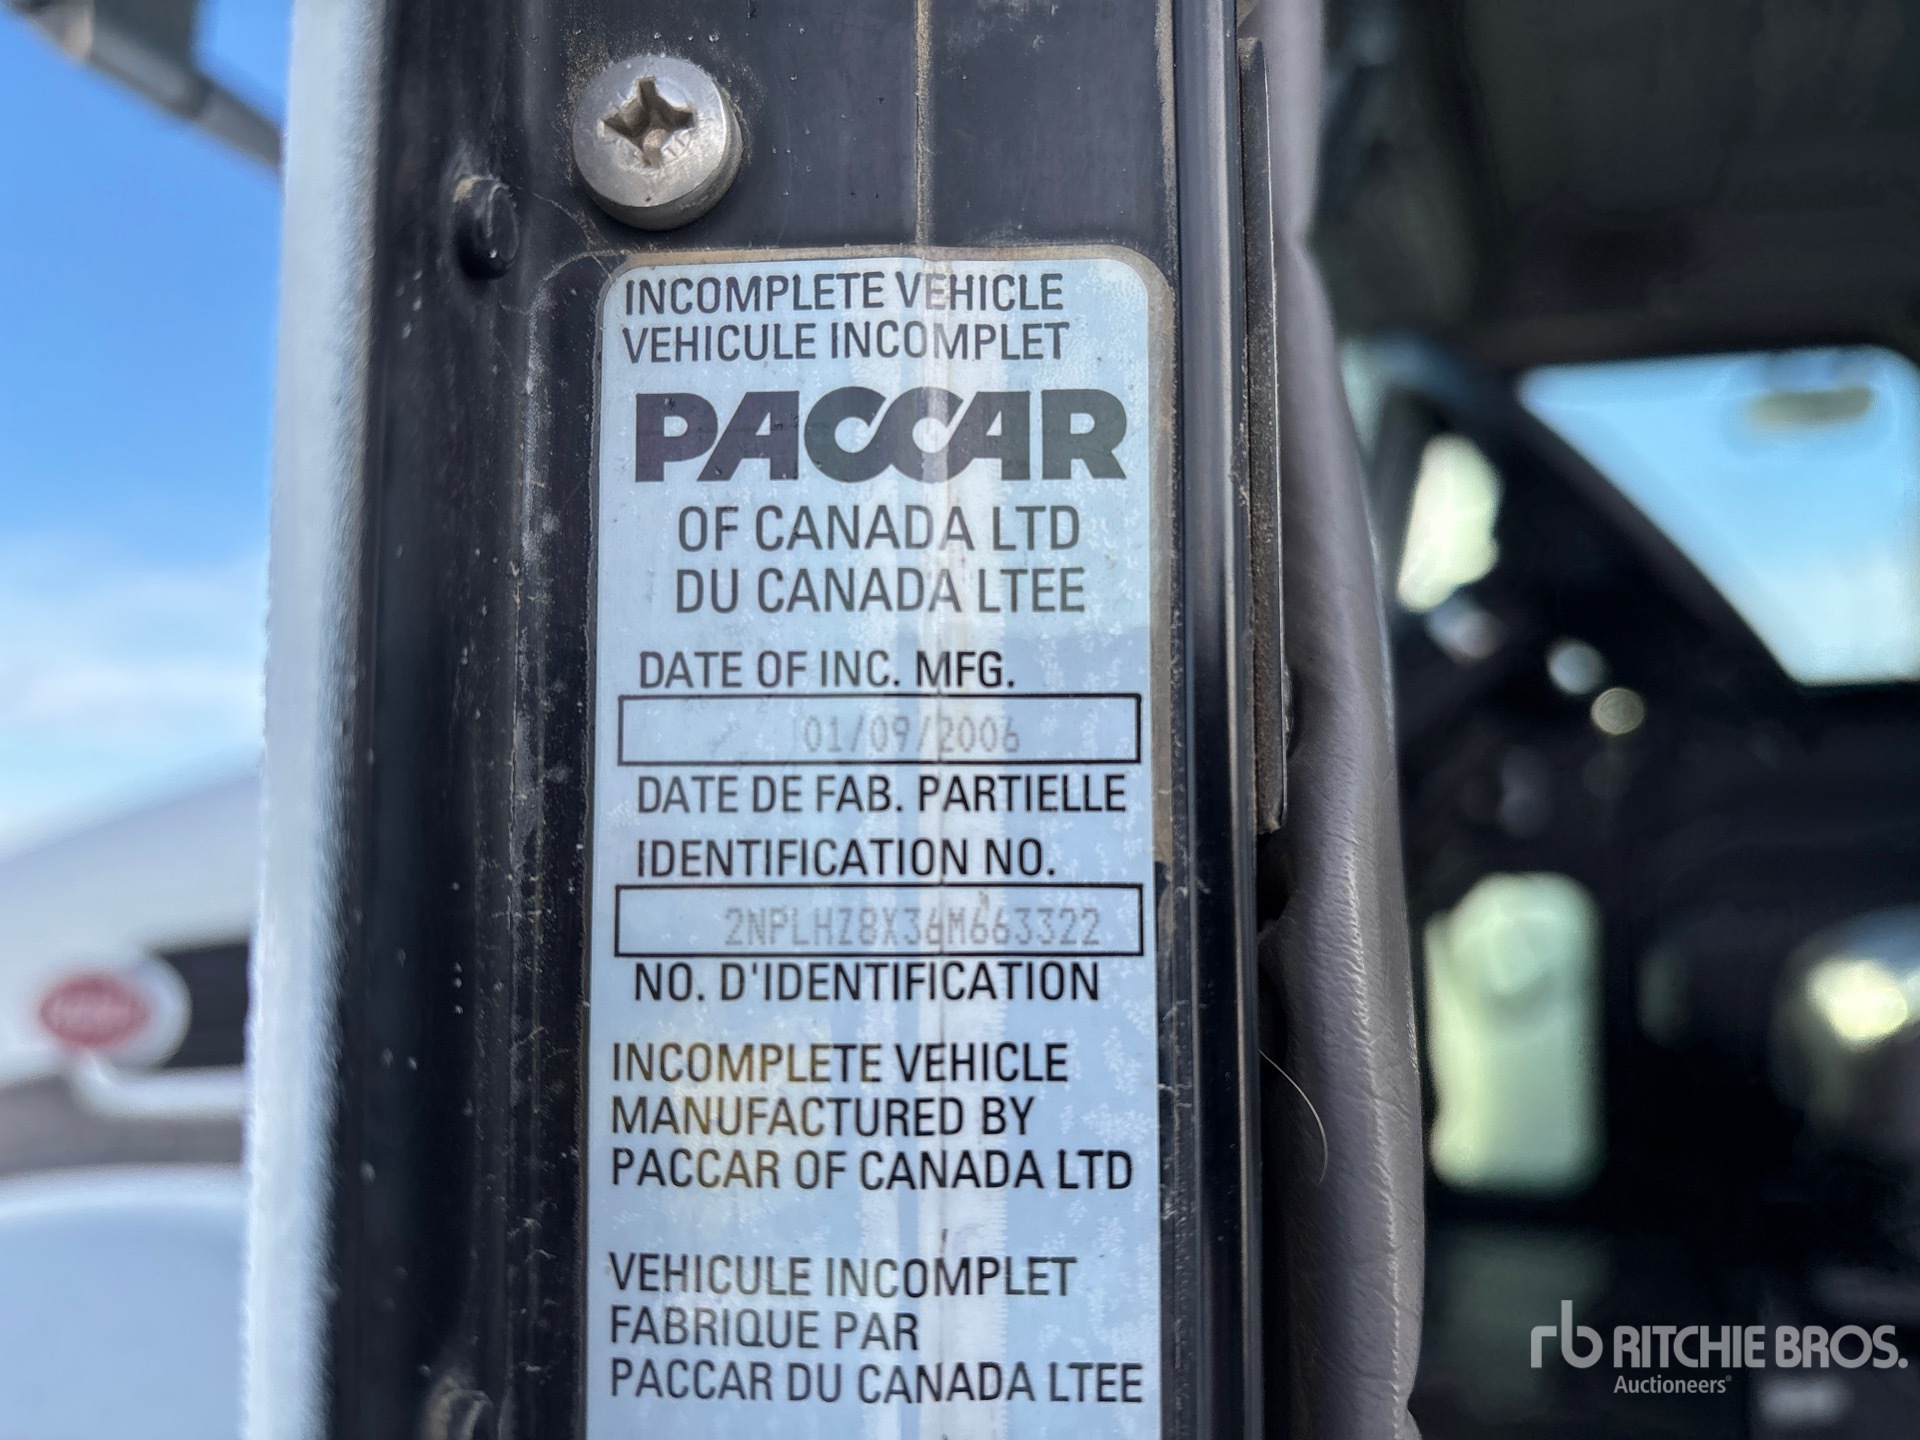 INCOMPLETE VEHICLE
VEHICULE INCOMPLET
PACCAR
OF CANADA LTD
DU CANADA LTEE
DATE OF INC. MFG.
01/09/2006
DATE DE FAB. PARTIELLE
IDENTIFICATION NO.
2NPLHZ8X36M663322
NO. D'IDENTIFICATION
INCOMPLETE VEHICLE
MANUFACTURED BY
PACCAR OF CANADA LTD
VEHICULE INCOMPLET
FABRIQUE PAR
PACCAR DU CANADA LTEE
rb RITCHIE BROS.
Auctioneers®